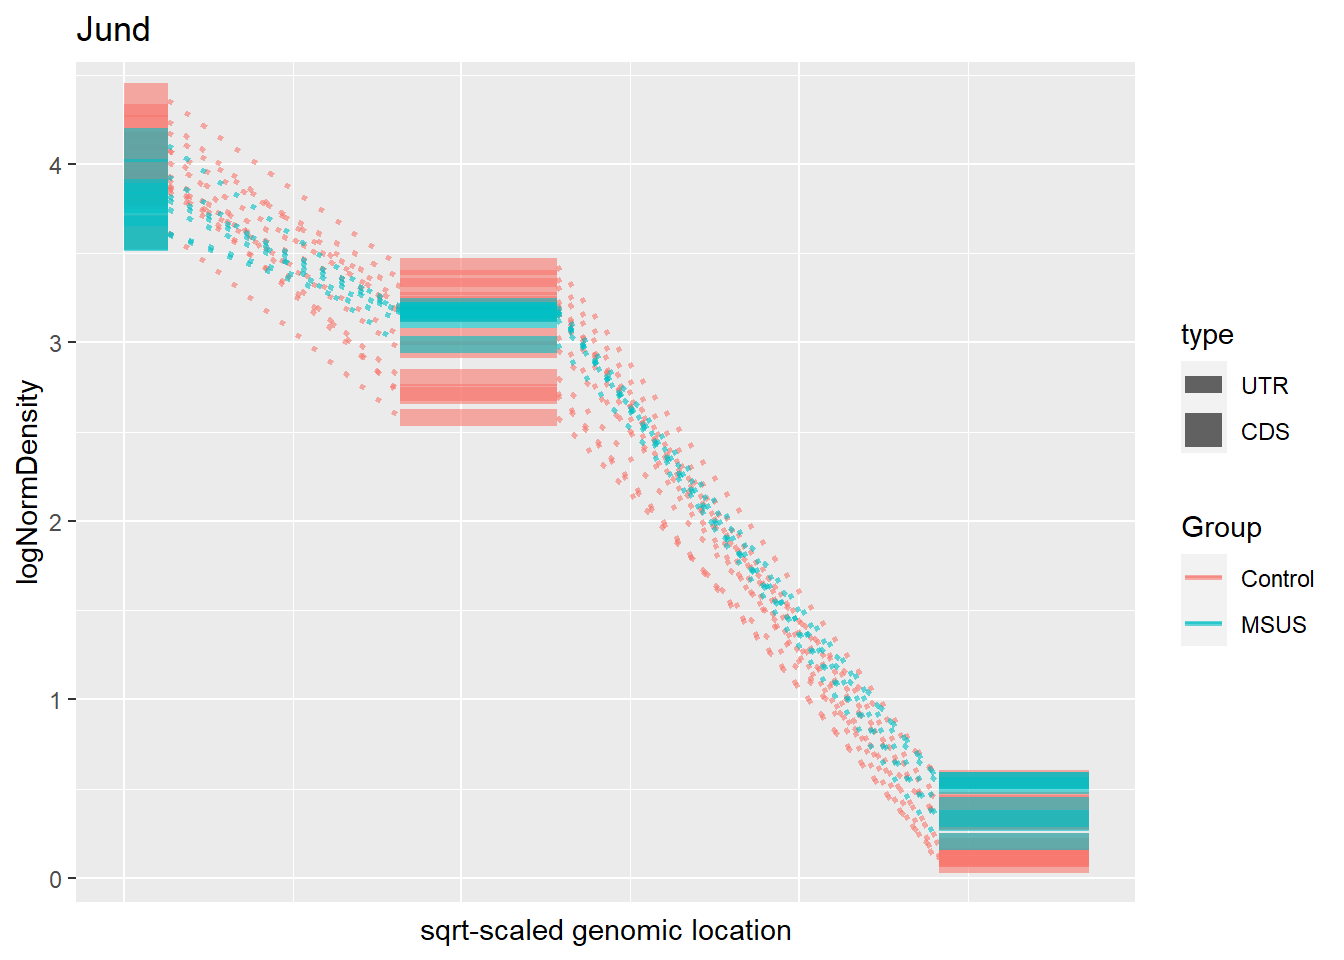 Jund
logNormDensity
4
3
2
1
0
sqrt-scaled genomic location
type
UTR
CDS
Group
Control
MSUS